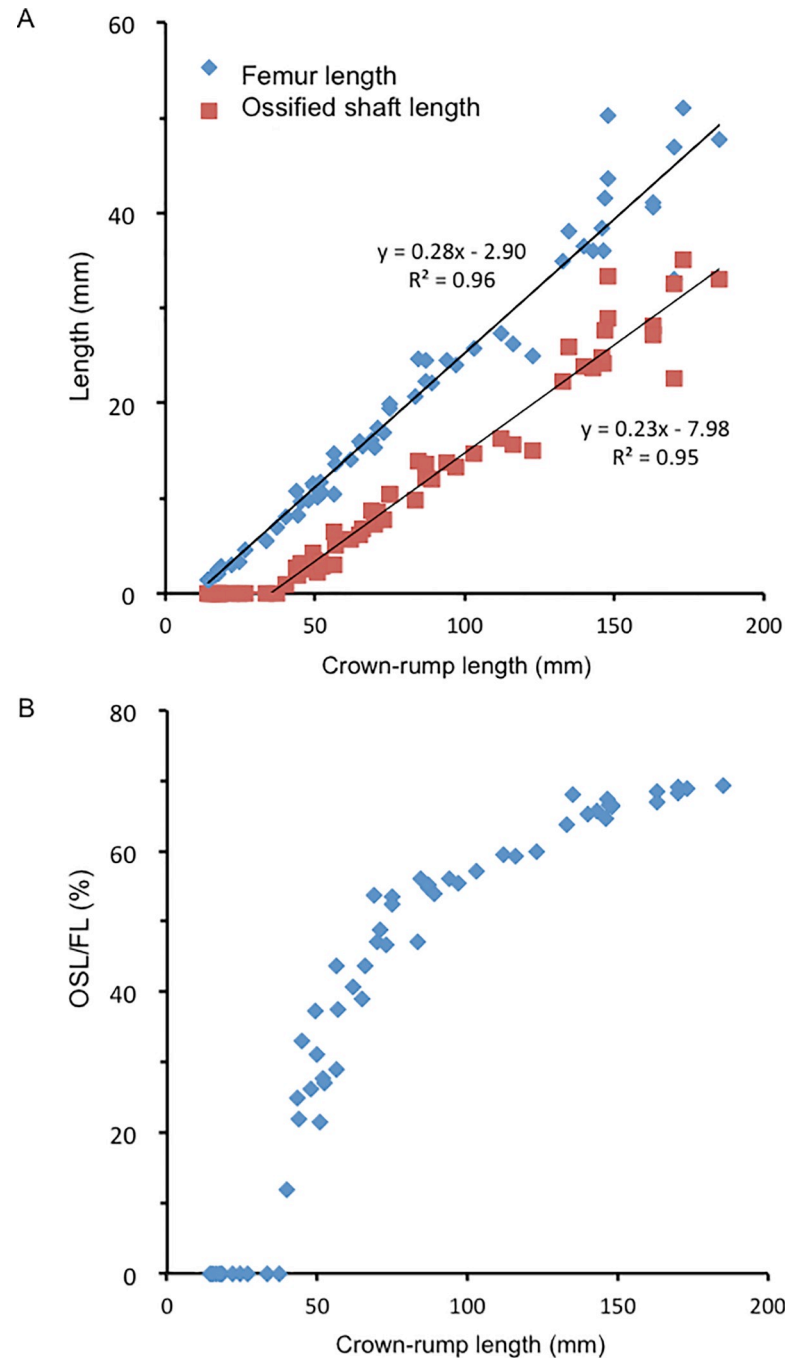 A
60
Femur length
Ossified shaft length
40
y = 0.28x - 2.90
R² = 0.96
Length (mm)
20
y = 0.23x - 7.98
R² = 0.95
0
0 50 100 150 200
Crown-rump length (mm)
B
80
60
OSL/FL (%)
40
20
0
0 50 100 150 200
Crown-rump length (mm)